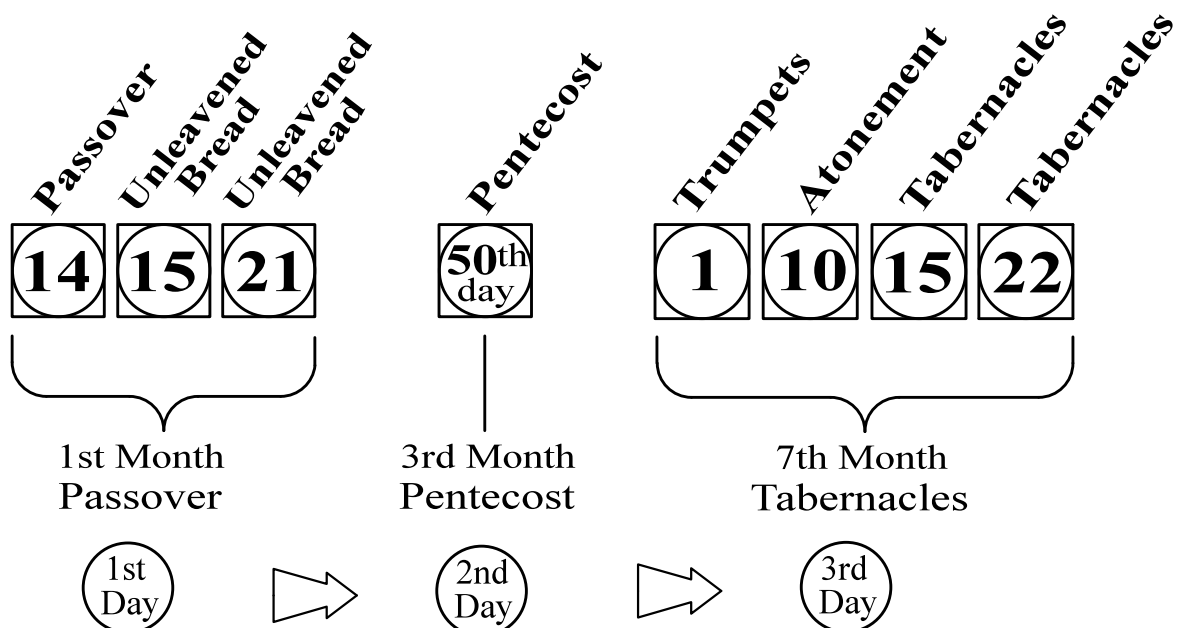 Passover
Unleavened
Bread
Unleavened
Bread
Pentecost
Trumpets
Atonement
Tabernacles
Tabernacles
14
15
21
50th
day
1
10
15
22
1st Month
Passover
3rd Month
Pentecost
7th Month
Tabernacles
1st
Day
2nd
Day
3rd
Day